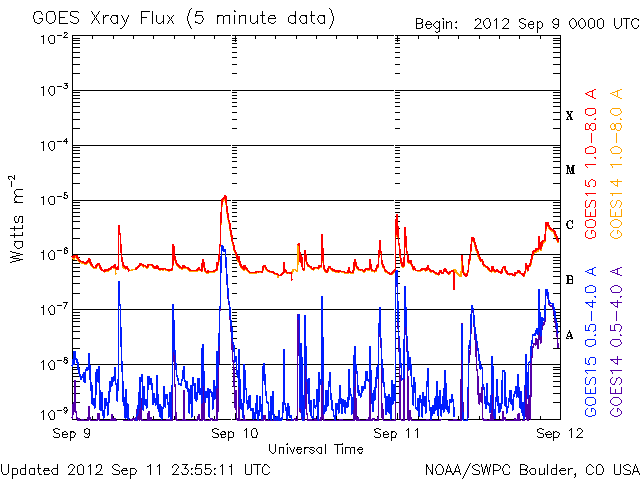 GOES Xray Flux (5 minute data)
Begin: 2012 Sep 9 0000 UTC
10-2
10-3
10-4
10-5
10-6
10-7
10-8
10-9
Watts m-2
X
M
C
B
A
GOES15 1.0-8.0 A
GOES14 1.0-8.0 A
GOES15 0.5-4.0 A
GOES14 0.5-4.0 A
Sep 9
Sep 10
Sep 11
Sep 12
Universal Time
Updated 2012 Sep 11 23:55:11 UTC
NOAA/SWPC Boulder, CO USA